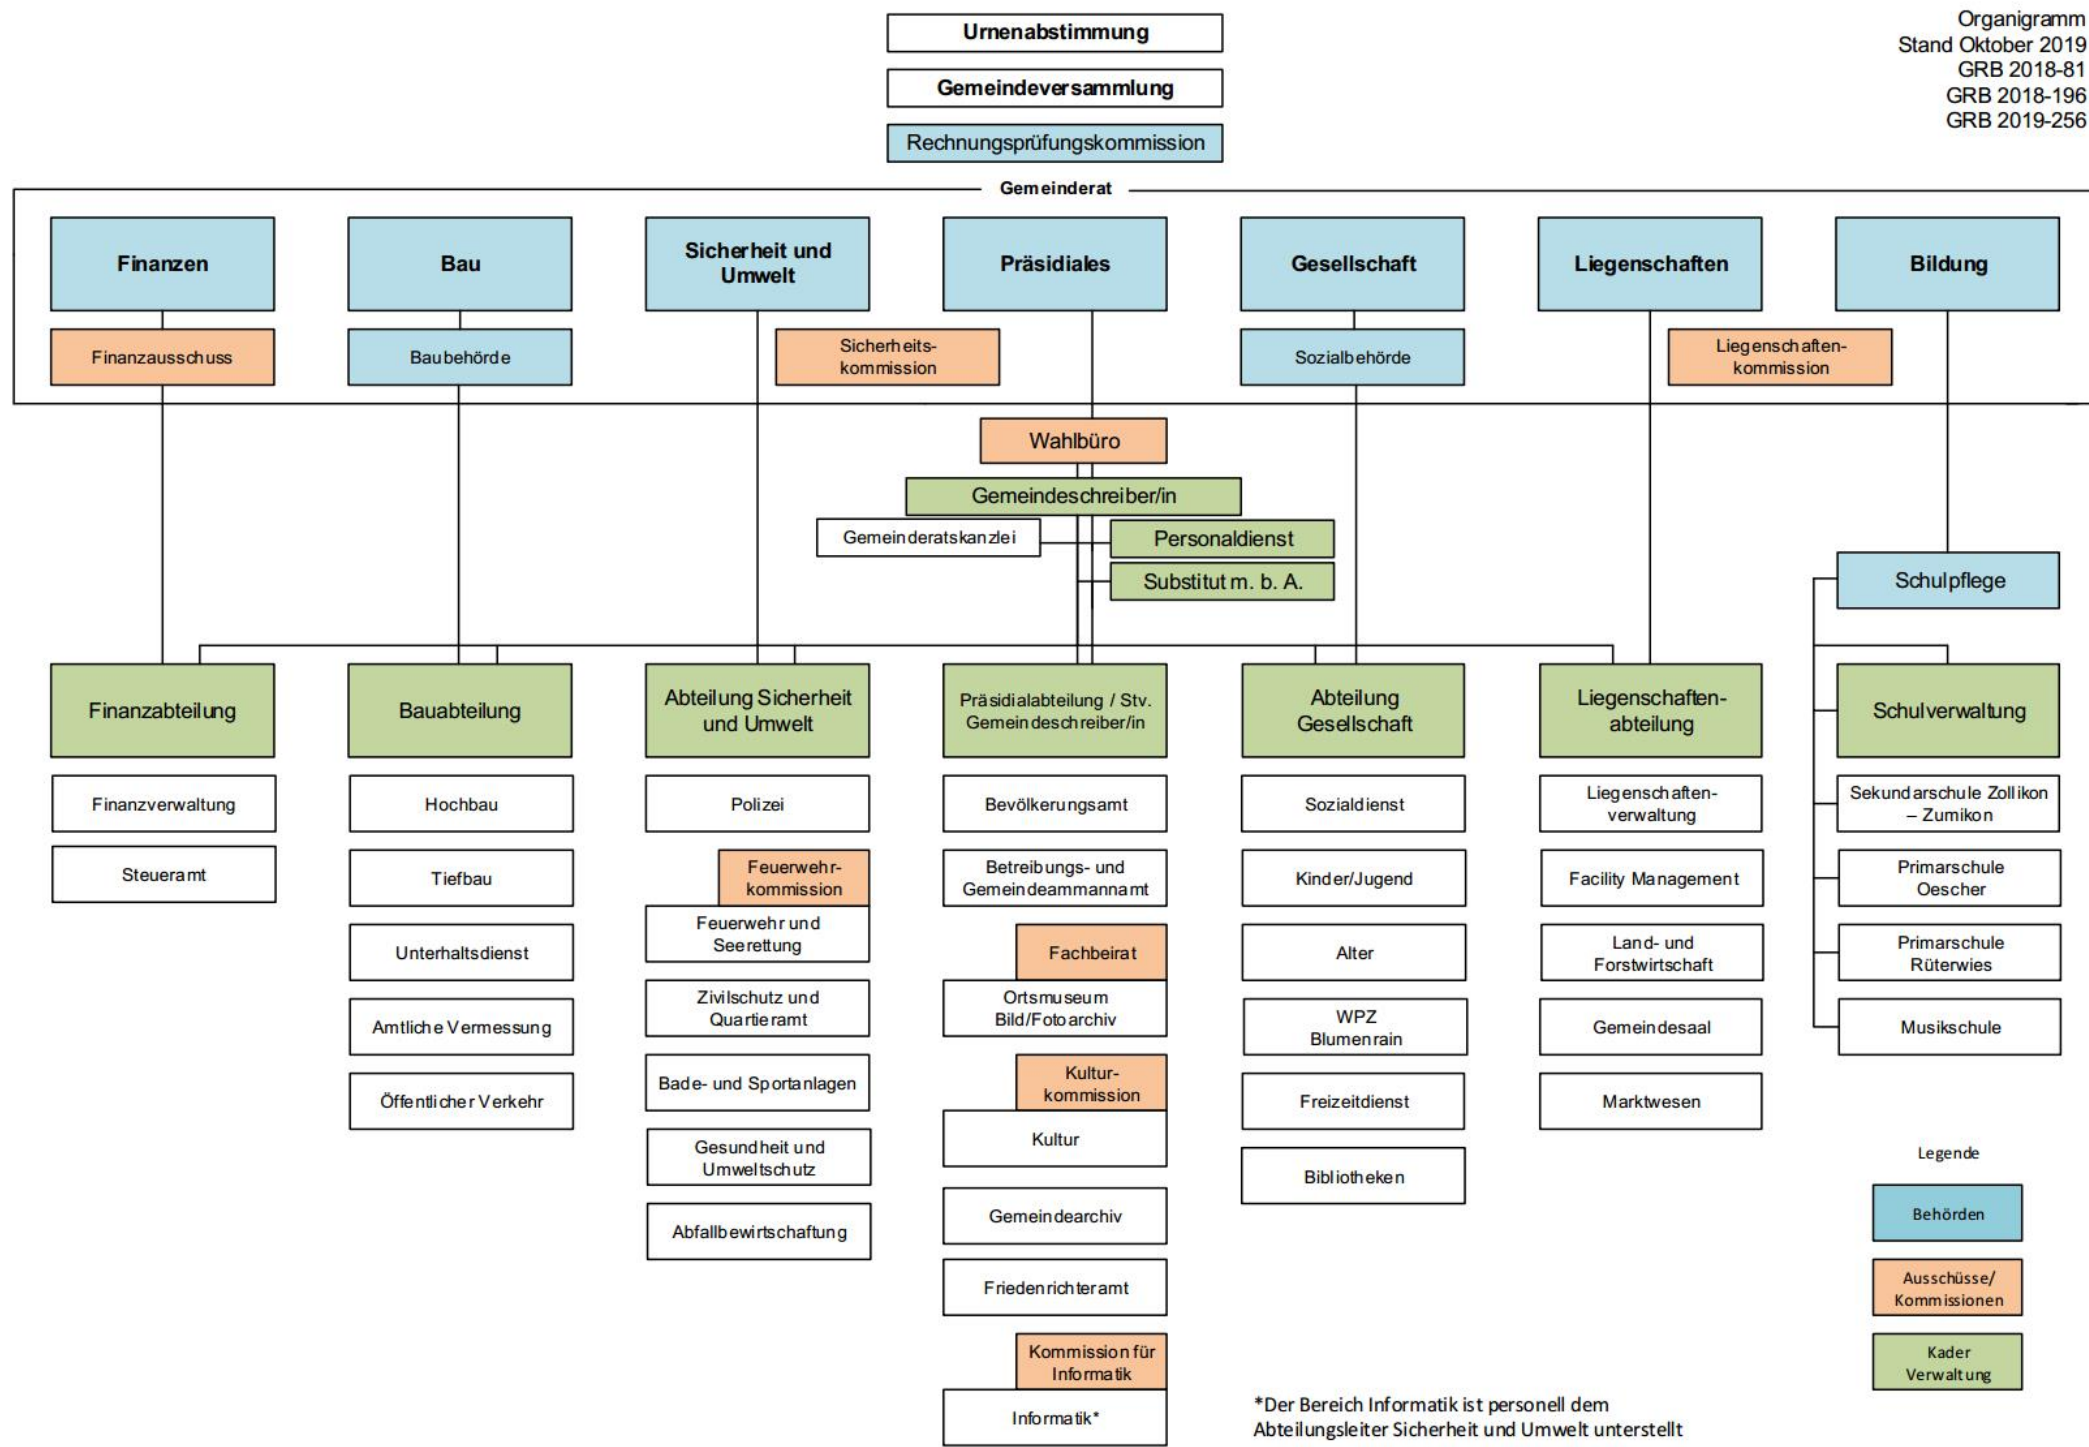 Urnenabstimmung
Gemeindeversammlung
Rechnungsprüfungskommission
Organigramm
Stand Oktober 2019
GRB 2018-81
GRB 2018-196
GRB 2019-256
Gemeinderat
Finanzen
Bau
Sicherheit und
Umwelt
Präsidiales
Gesellschaft
Liegenschaften
Bildung
Finanzausschuss
Baubehörde
Sicherheits-
kommission
Sozialbehörde
Liegenschaften-
kommission
Wahlbüro
Gemeindeschreiber/in
Gemeinderatskanzlei
Personaldienst
Substitut m. b. A.
Schulpflege
Finanzabteilung
Bauabteilung
Abteilung Sicherheit
und Umwelt
Präsidialabteilung / Stv.
Gemeindeschreiber/in
Abteilung
Gesellschaft
Liegenschaften-
abteilung
Schulverwaltung
Finanzverwaltung
Steueramt
Hochbau
Tiefbau
Unterhaltsdienst
Amtliche Vermessung
Öffentlicher Verkehr
Polizei
Feuerwehr-
kommission
Feuerwehr und
Seerettung
Zivilschutz und
Quartieramt
Bade- und Sportanlagen
Gesundheit und
Umweltschutz
Abfallbewirtschaftung
Bevölkerungsamt
Betreibungs- und
Gemeindeammannamt
Fachbeirat
Ortsmuseum
Bild/Fotoarchiv
Kultur-
kommission
Kultur
Gemeindearchiv
Friedenrichteramt
Kommission für
Informatik
Informatik*
Sozialdienst
Kinder/Jugend
Alter
WPZ
Blumenrain
Freizeitdienst
Bibliotheken
Liegenschaften-
verwaltung
Facility Management
Land- und
Forstwirtschaft
Gemeindesaal
Marktwesen
Sekundarschule Zollikon
– Zumikon
Primarschule
Oescher
Primarschule
Rüterwies
Musikschule
Legende
Behörden
Ausschüsse/
Kommissionen
Kader
Verwaltung
*Der Bereich Informatik ist personell dem
Abteilungsleiter Sicherheit und Umwelt unterstellt